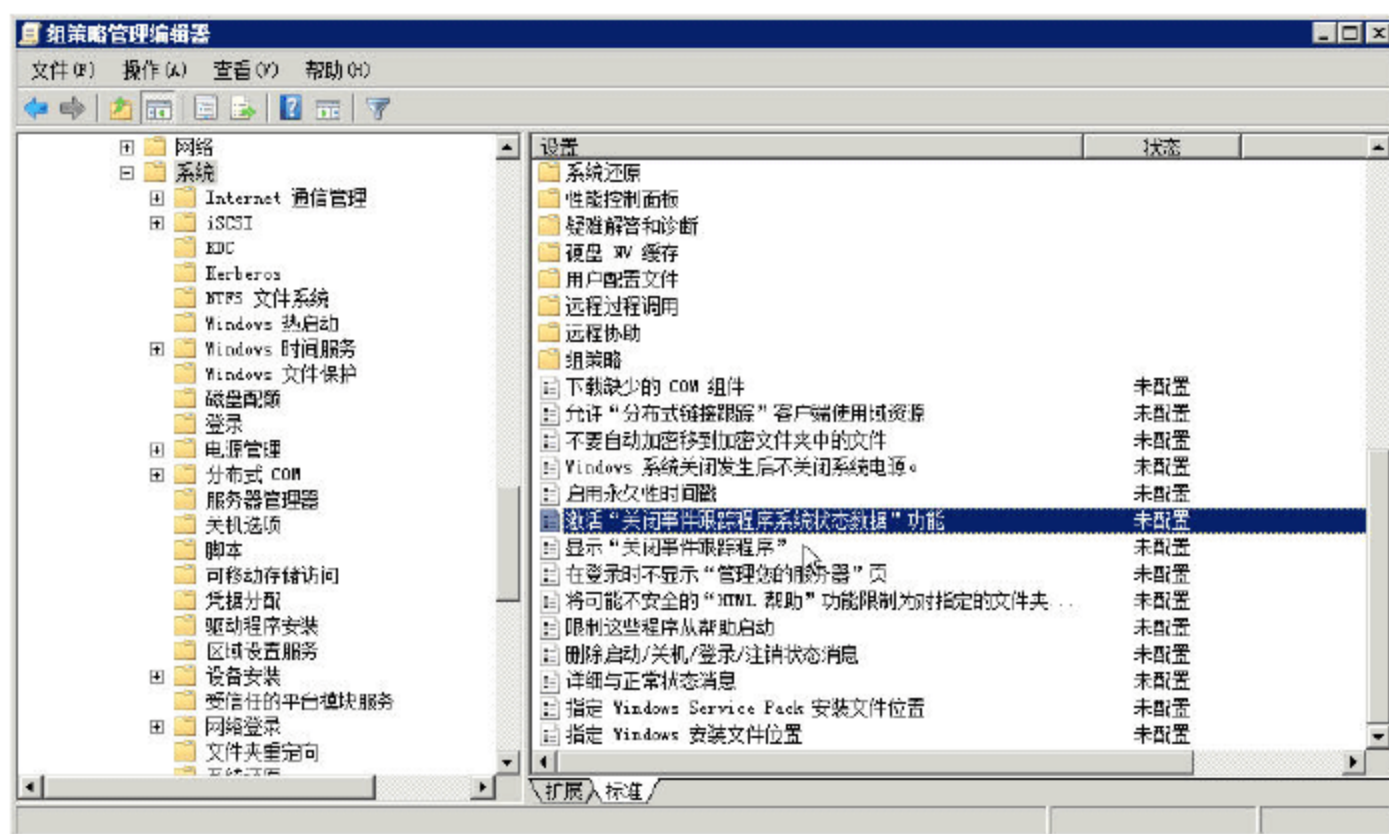 组策略管理编辑器
文件(F) 操作(A) 查看(V) 帮助(H)
网络
系统
Internet 通信管理
iSCSI
KDC
Kerberos
NTFS 文件系统
Windows 热启动
Windows 时间服务
Windows 文件保护
磁盘配额
登录
电源管理
分布式 COM
服务器管理器
关机选项
脚本
可移动存储访问
凭据分配
驱动程序安装
区域设置服务
设备安装
受信任的平台模块服务
网络登录
文件夹重定向
系统还原
设置 状态
系统还原
性能控制面板
疑难解答和诊断
硬盘 NV 缓存
用户配置文件
远程过程调用
远程协助
组策略
下载缺少的 COM 组件 未配置
允许“分布式链接跟踪”客户端使用域资源 未配置
不要自动加密移到加密文件夹中的文件 未配置
Windows 系统关闭发生后不关闭系统电源。 未配置
启用永久性时间戳 未配置
激活“关闭事件跟踪程序系统状态数据”功能 未配置
显示“关闭事件跟踪程序” 未配置
在登录时不显示“管理您的服务器”页 未配置
将可能不安全的“HTML 帮助”功能限制为对指定的文件夹... 未配置
限制这些程序从帮助启动 未配置
删除启动/关机/登录/注销状态消息 未配置
详细与正常状态消息 未配置
指定 Windows Service Pack 安装文件位置 未配置
指定 Windows 安装文件位置 未配置
扩展 标准